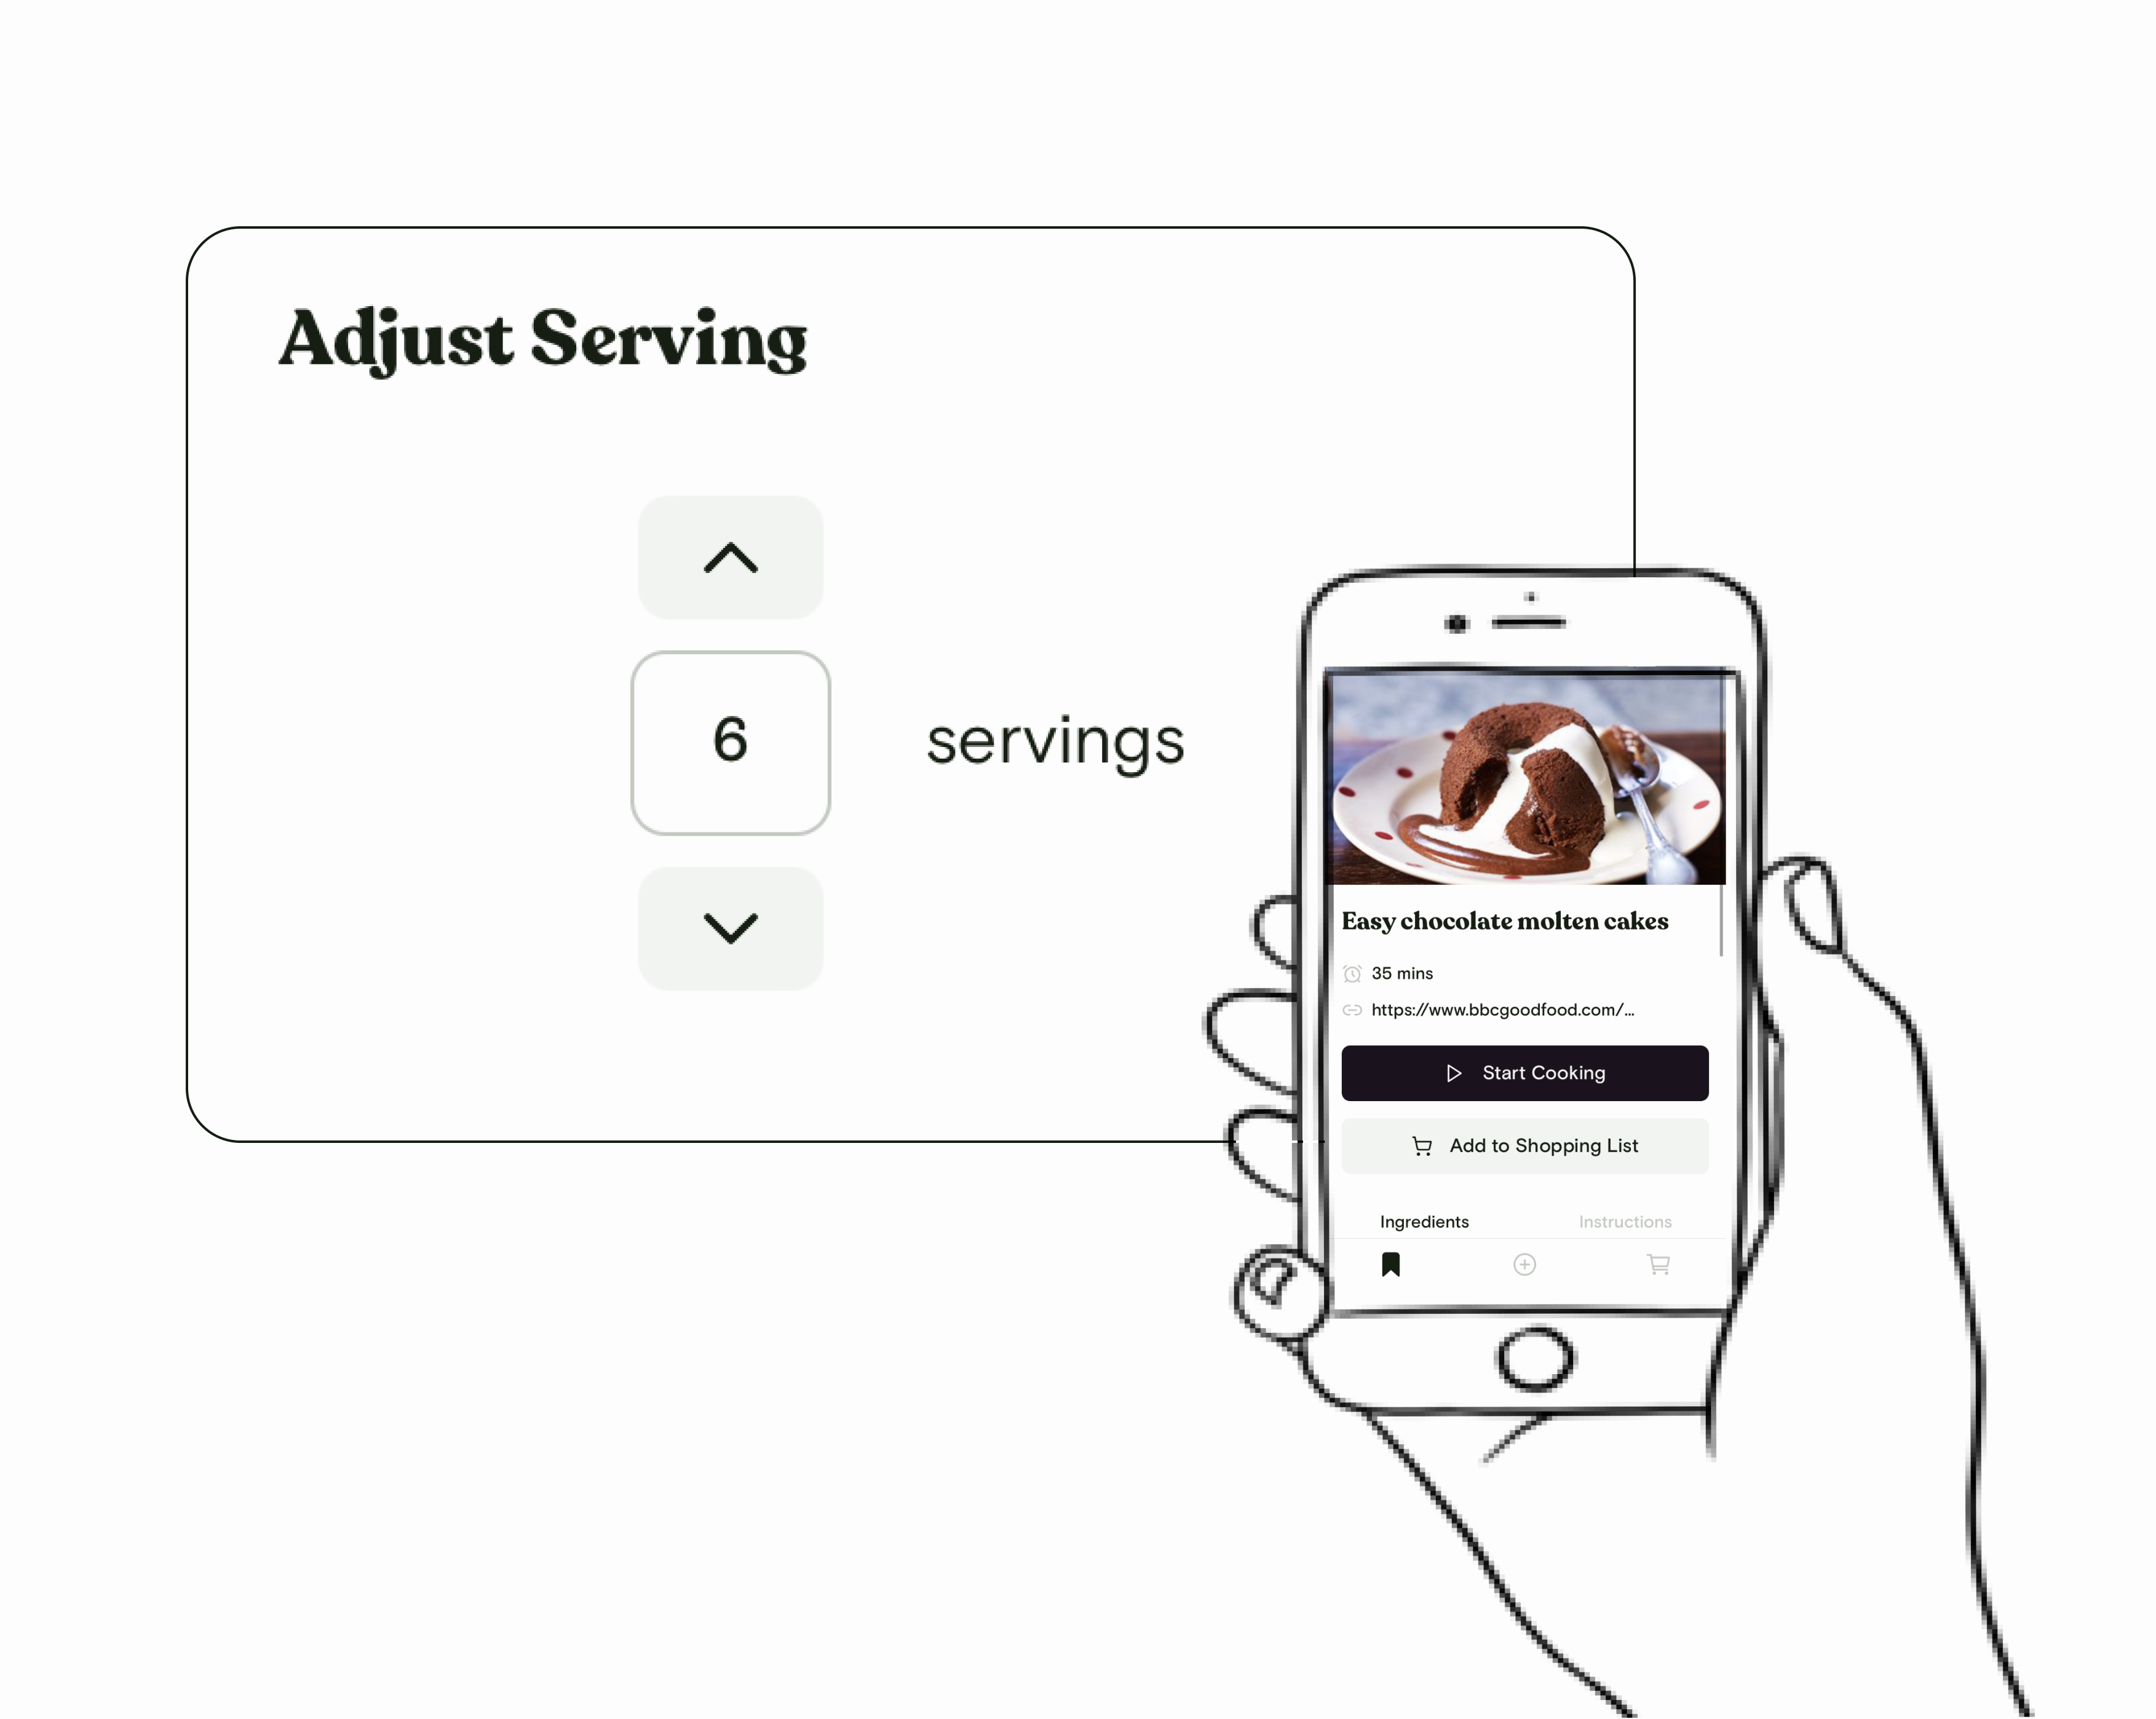 Adjust Serving
6 servings
Easy chocolate molten cakes
35 mins
https://www.bbcgoodfood.com/...
Start Cooking
Add to Shopping List
Ingredients Instructions